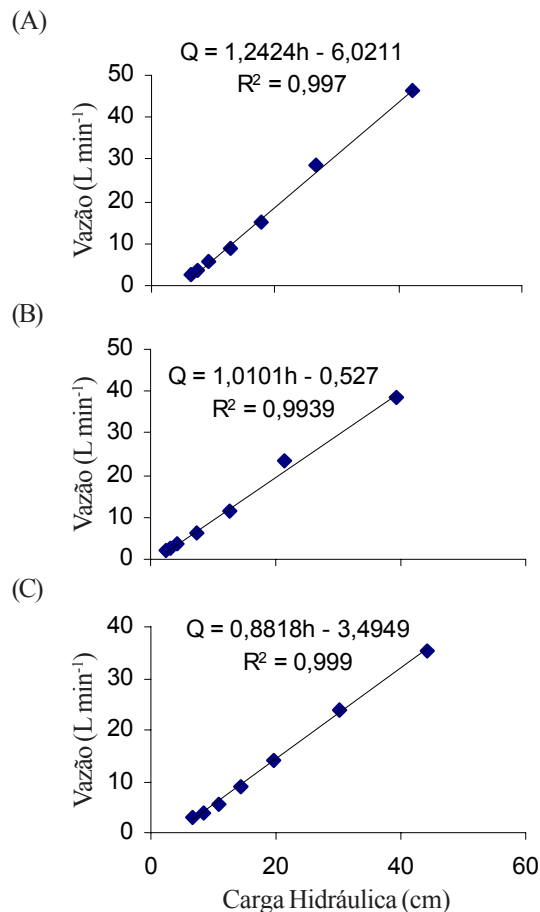 (A)
Q = 1,2424h - 6,0211
R² = 0,997
Vazão (L min⁻¹)
50
40
30
20
10
0
(B)
Q = 1,0101h - 0,527
R² = 0,9939
Vazão (L min⁻¹)
50
40
30
20
10
0
(C)
Q = 0,8818h - 3,4949
R² = 0,999
Vazão (L min⁻¹)
40
30
20
10
0
0 20 40 60
Carga Hidráulica (cm)